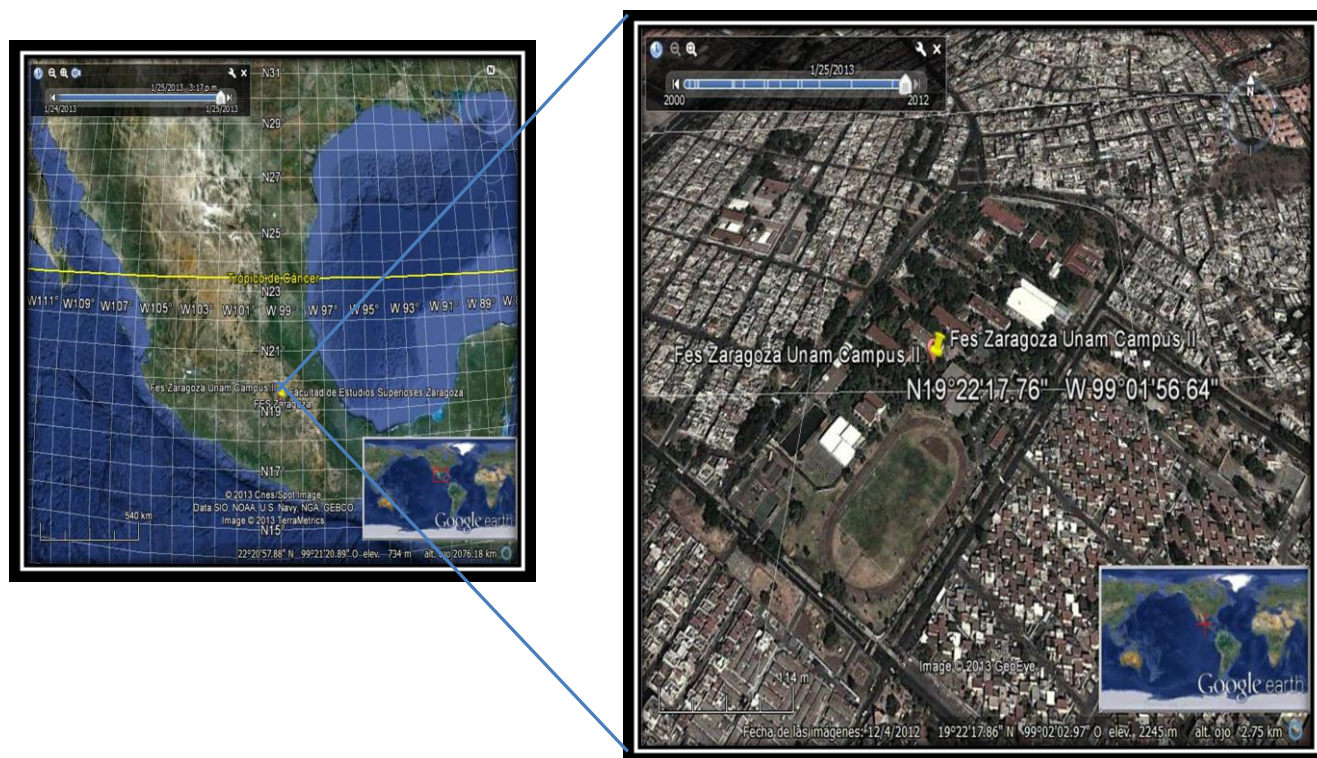 1/25/2013 3:17 p.m.
1/24/2013
1/25/2013
N
N31°
N29°
N27°
N25°
Trópico de Cáncer
N23°
W111° W109° W107° W105° W103° W101° W 99° W 97° W 95° W 93° W 91° W 89° W
N21°
Fes Zaragoza Unam Campus II
Facultad de Estudios Superioses Zaragoza
FES Zaragoza
N19°
N17°
© 2013 Cnes/Spot Image
Data SIO, NOAA, U.S. Navy, NGA, GEBCO
Image © 2013 TerraMetrics
N15°
540 km
Google earth
22°20'57.88" N 99°21'20.89" O elev. 734 m alt. ojo 2076.18 km
1/25/2013
2000
2012
N
Fes Zaragoza Unam Campus II
Fes Zaragoza Unam Campus II
N19°22'17.76" W 99°01'56.64"
Image © 2013 GeoEye
114 m
Google earth
Fecha de las imágenes: 12/4/2012 19°22'17.86" N 99°02'02.97" O elev. 2245 m alt. ojo 2.75 km